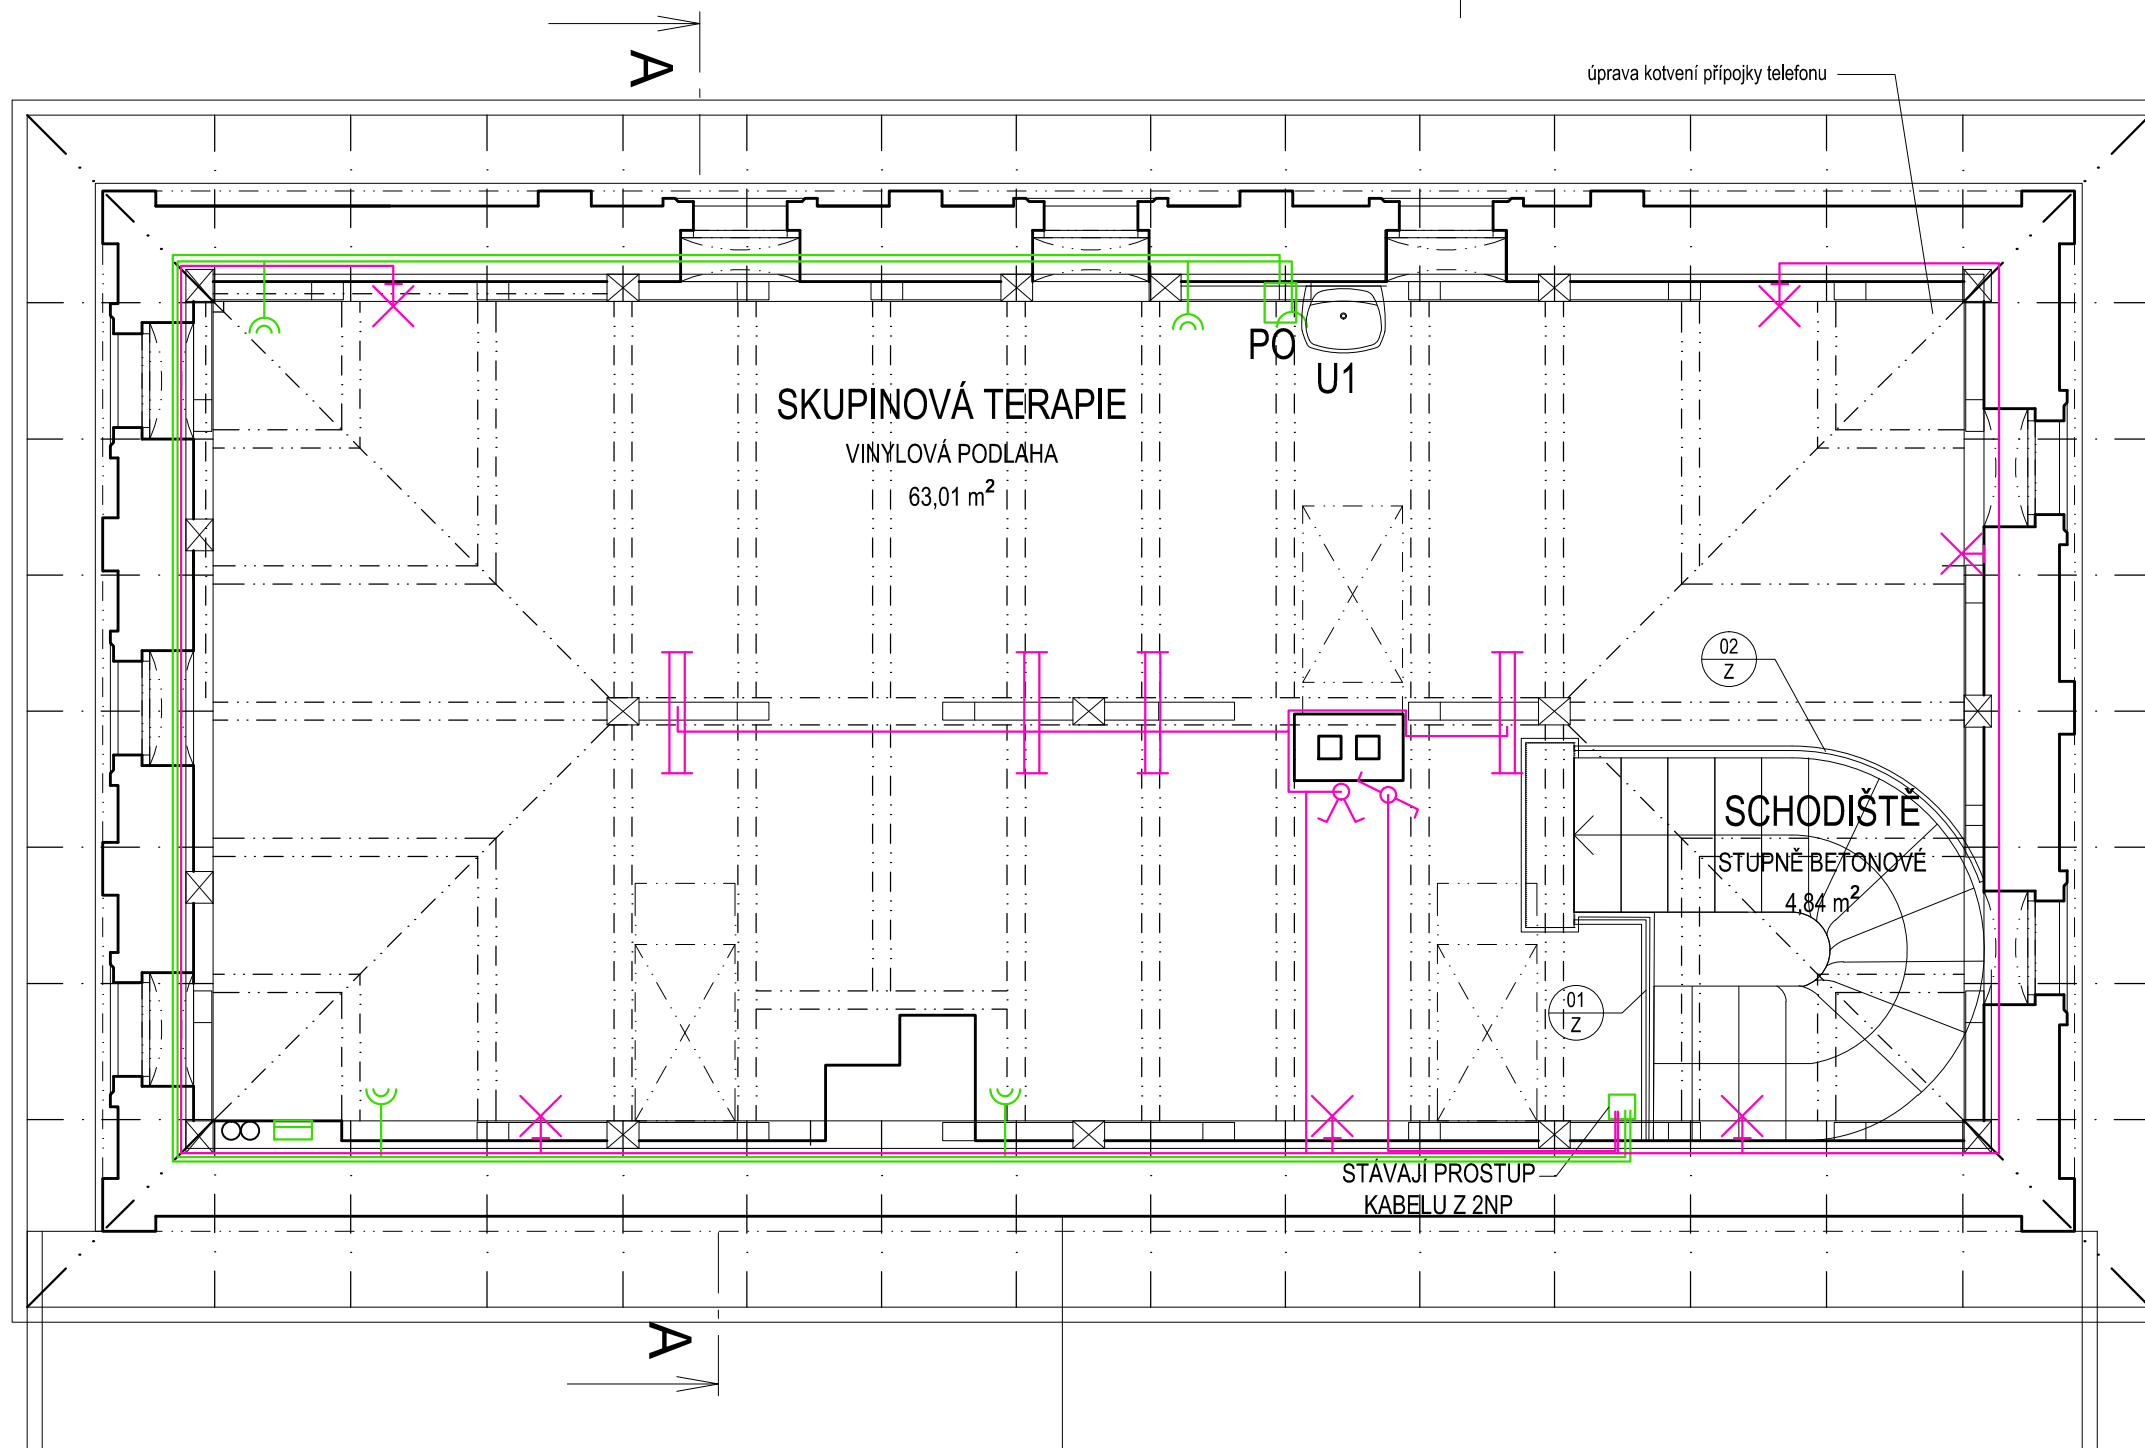 A
úprava kotvení přípojky telefonu
PO
U1
SKUPINOVÁ TERAPIE
VINYLOVÁ PODLAHA
63,01 m²
02
Z
SCHODIŠTĚ
STUPNĚ BETONOVÉ
4,84 m²
01
Z
STÁVAJÍ PROSTUP
KABELU Z 2NP
A